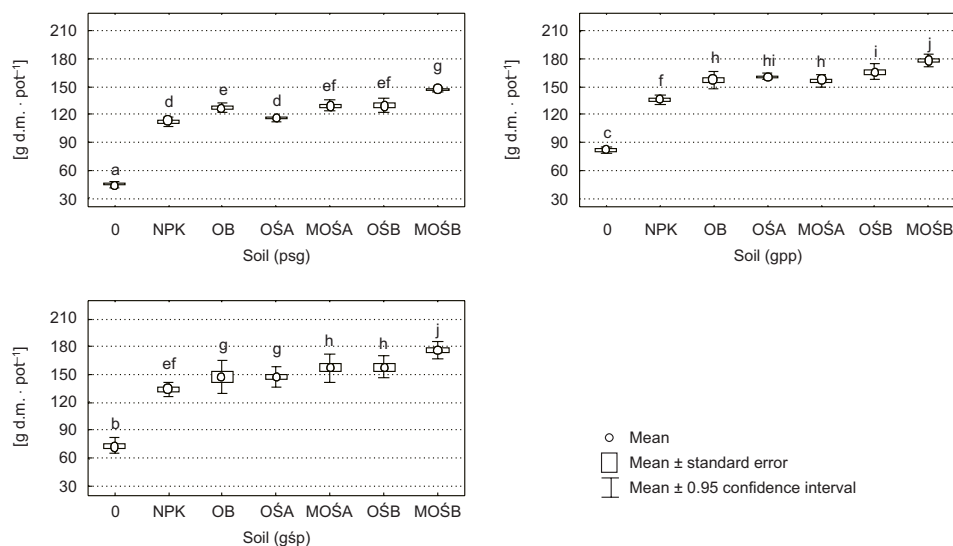 [g d.m. · pot⁻¹]
210
180
150
120
90
60
30
a
d
e
d
ef
ef
g
0 NPK OB OŚA MOŚA OŚB MOŚB
Soil (psg)
[g d.m. · pot⁻¹]
210
180
150
120
90
60
30
c
f
h
hi
h
i
j
0 NPK OB OŚA MOŚA OŚB MOŚB
Soil (gpp)
[g d.m. · pot⁻¹]
210
180
150
120
90
60
30
b
ef
g
g
h
h
j
0 NPK OB OŚA MOŚA OŚB MOŚB
Soil (gśp)
Mean
Mean ± standard error
Mean ± 0.95 confidence interval